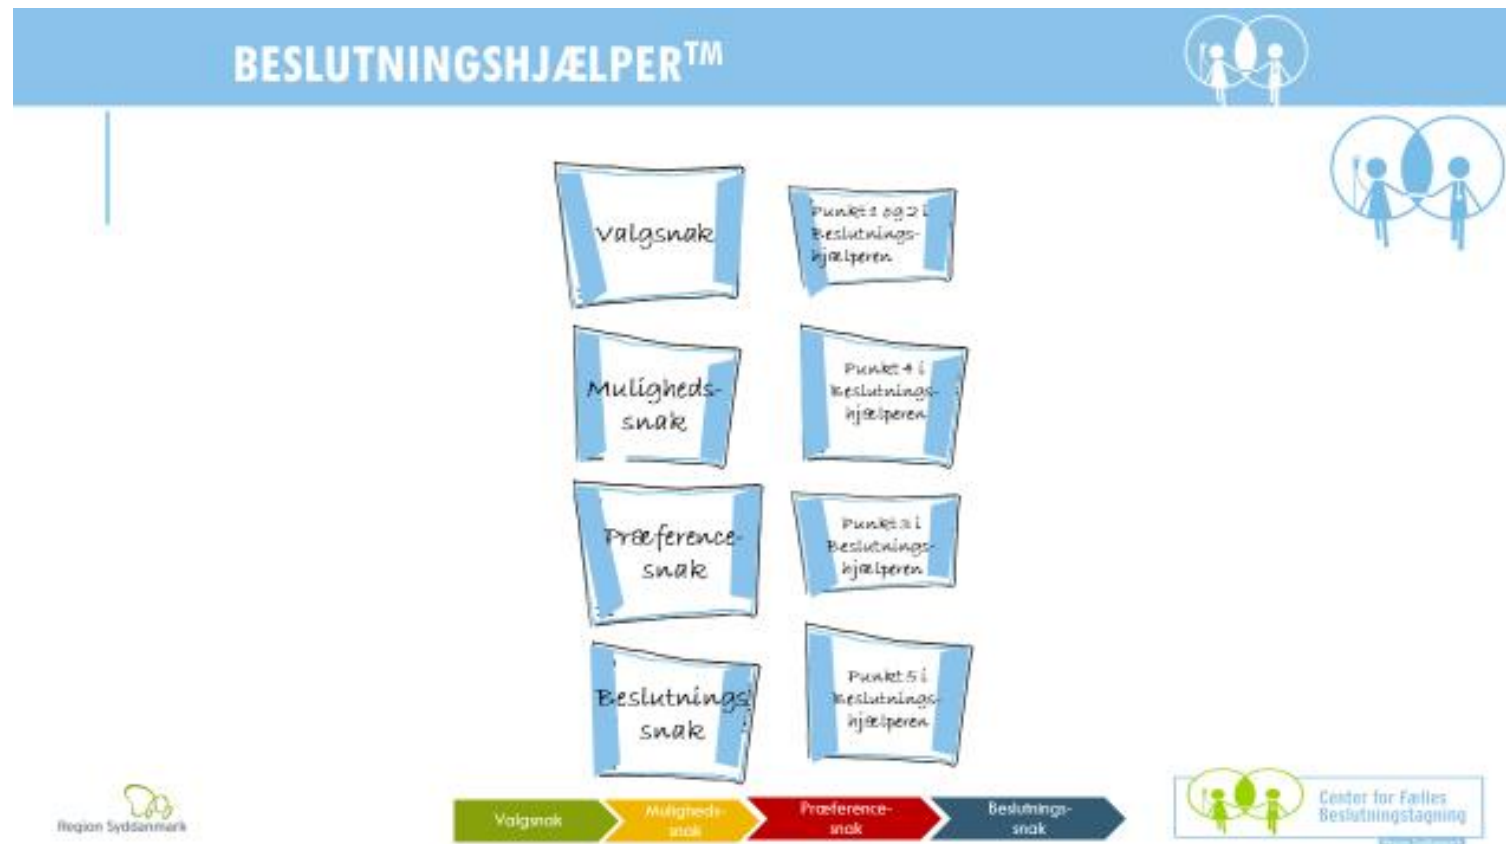 BESLUTNINGSHJÆLPER™
Valgsnak
Punkt 1 og 2 i
Beslutnings-
hjælperen
Muligheds-
snak
Punkt 4 i
Beslutnings-
hjælperen
Præference-
snak
Punkt 3 i
Beslutnings-
hjælperen
Beslutnings
snak
Punkt 5 i
Beslutnings-
hjælperen
Region Syddanmark
Valgsnak
Muligheds-
snak
Præference-
snak
Beslutnings-
snak
Center for Fælles
Beslutningstagning